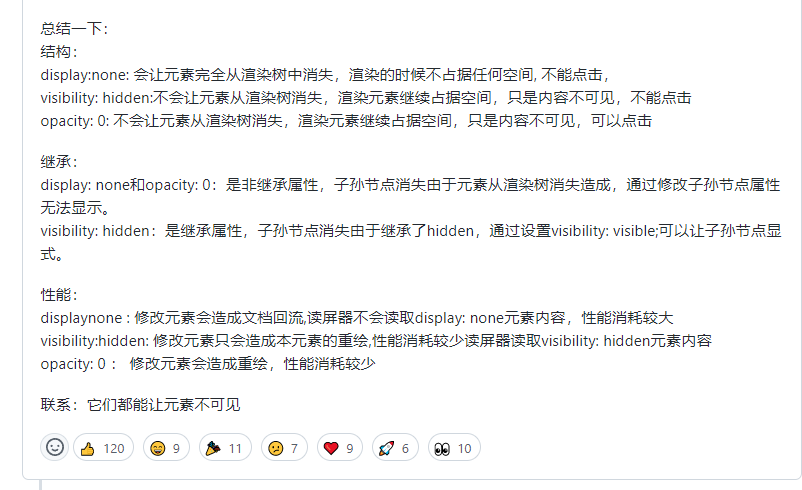 总结一下：
结构：
display:none: 会让元素完全从渲染树中消失，渲染的时候不占据任何空间, 不能点击，
visibility: hidden:不会让元素从渲染树消失，渲染元素继续占据空间，只是内容不可见，不能点击
opacity: 0: 不会让元素从渲染树消失，渲染元素继续占据空间，只是内容不可见，可以点击
继承：
display: none和opacity: 0：是非继承属性，子孙节点消失由于元素从渲染树消失造成，通过修改子孙节点属性
无法显示。
visibility: hidden：是继承属性，子孙节点消失由于继承了hidden，通过设置visibility: visible;可以让子孙节点显
式。
性能：
displaynone : 修改元素会造成文档回流,读屏器不会读取display: none元素内容，性能消耗较大
visibility:hidden: 修改元素只会造成本元素的重绘,性能消耗较少读屏器读取visibility: hidden元素内容
opacity: 0 ： 修改元素会造成重绘，性能消耗较少
联系：它们都能让元素不可见
120 9 11 7 9 6 10